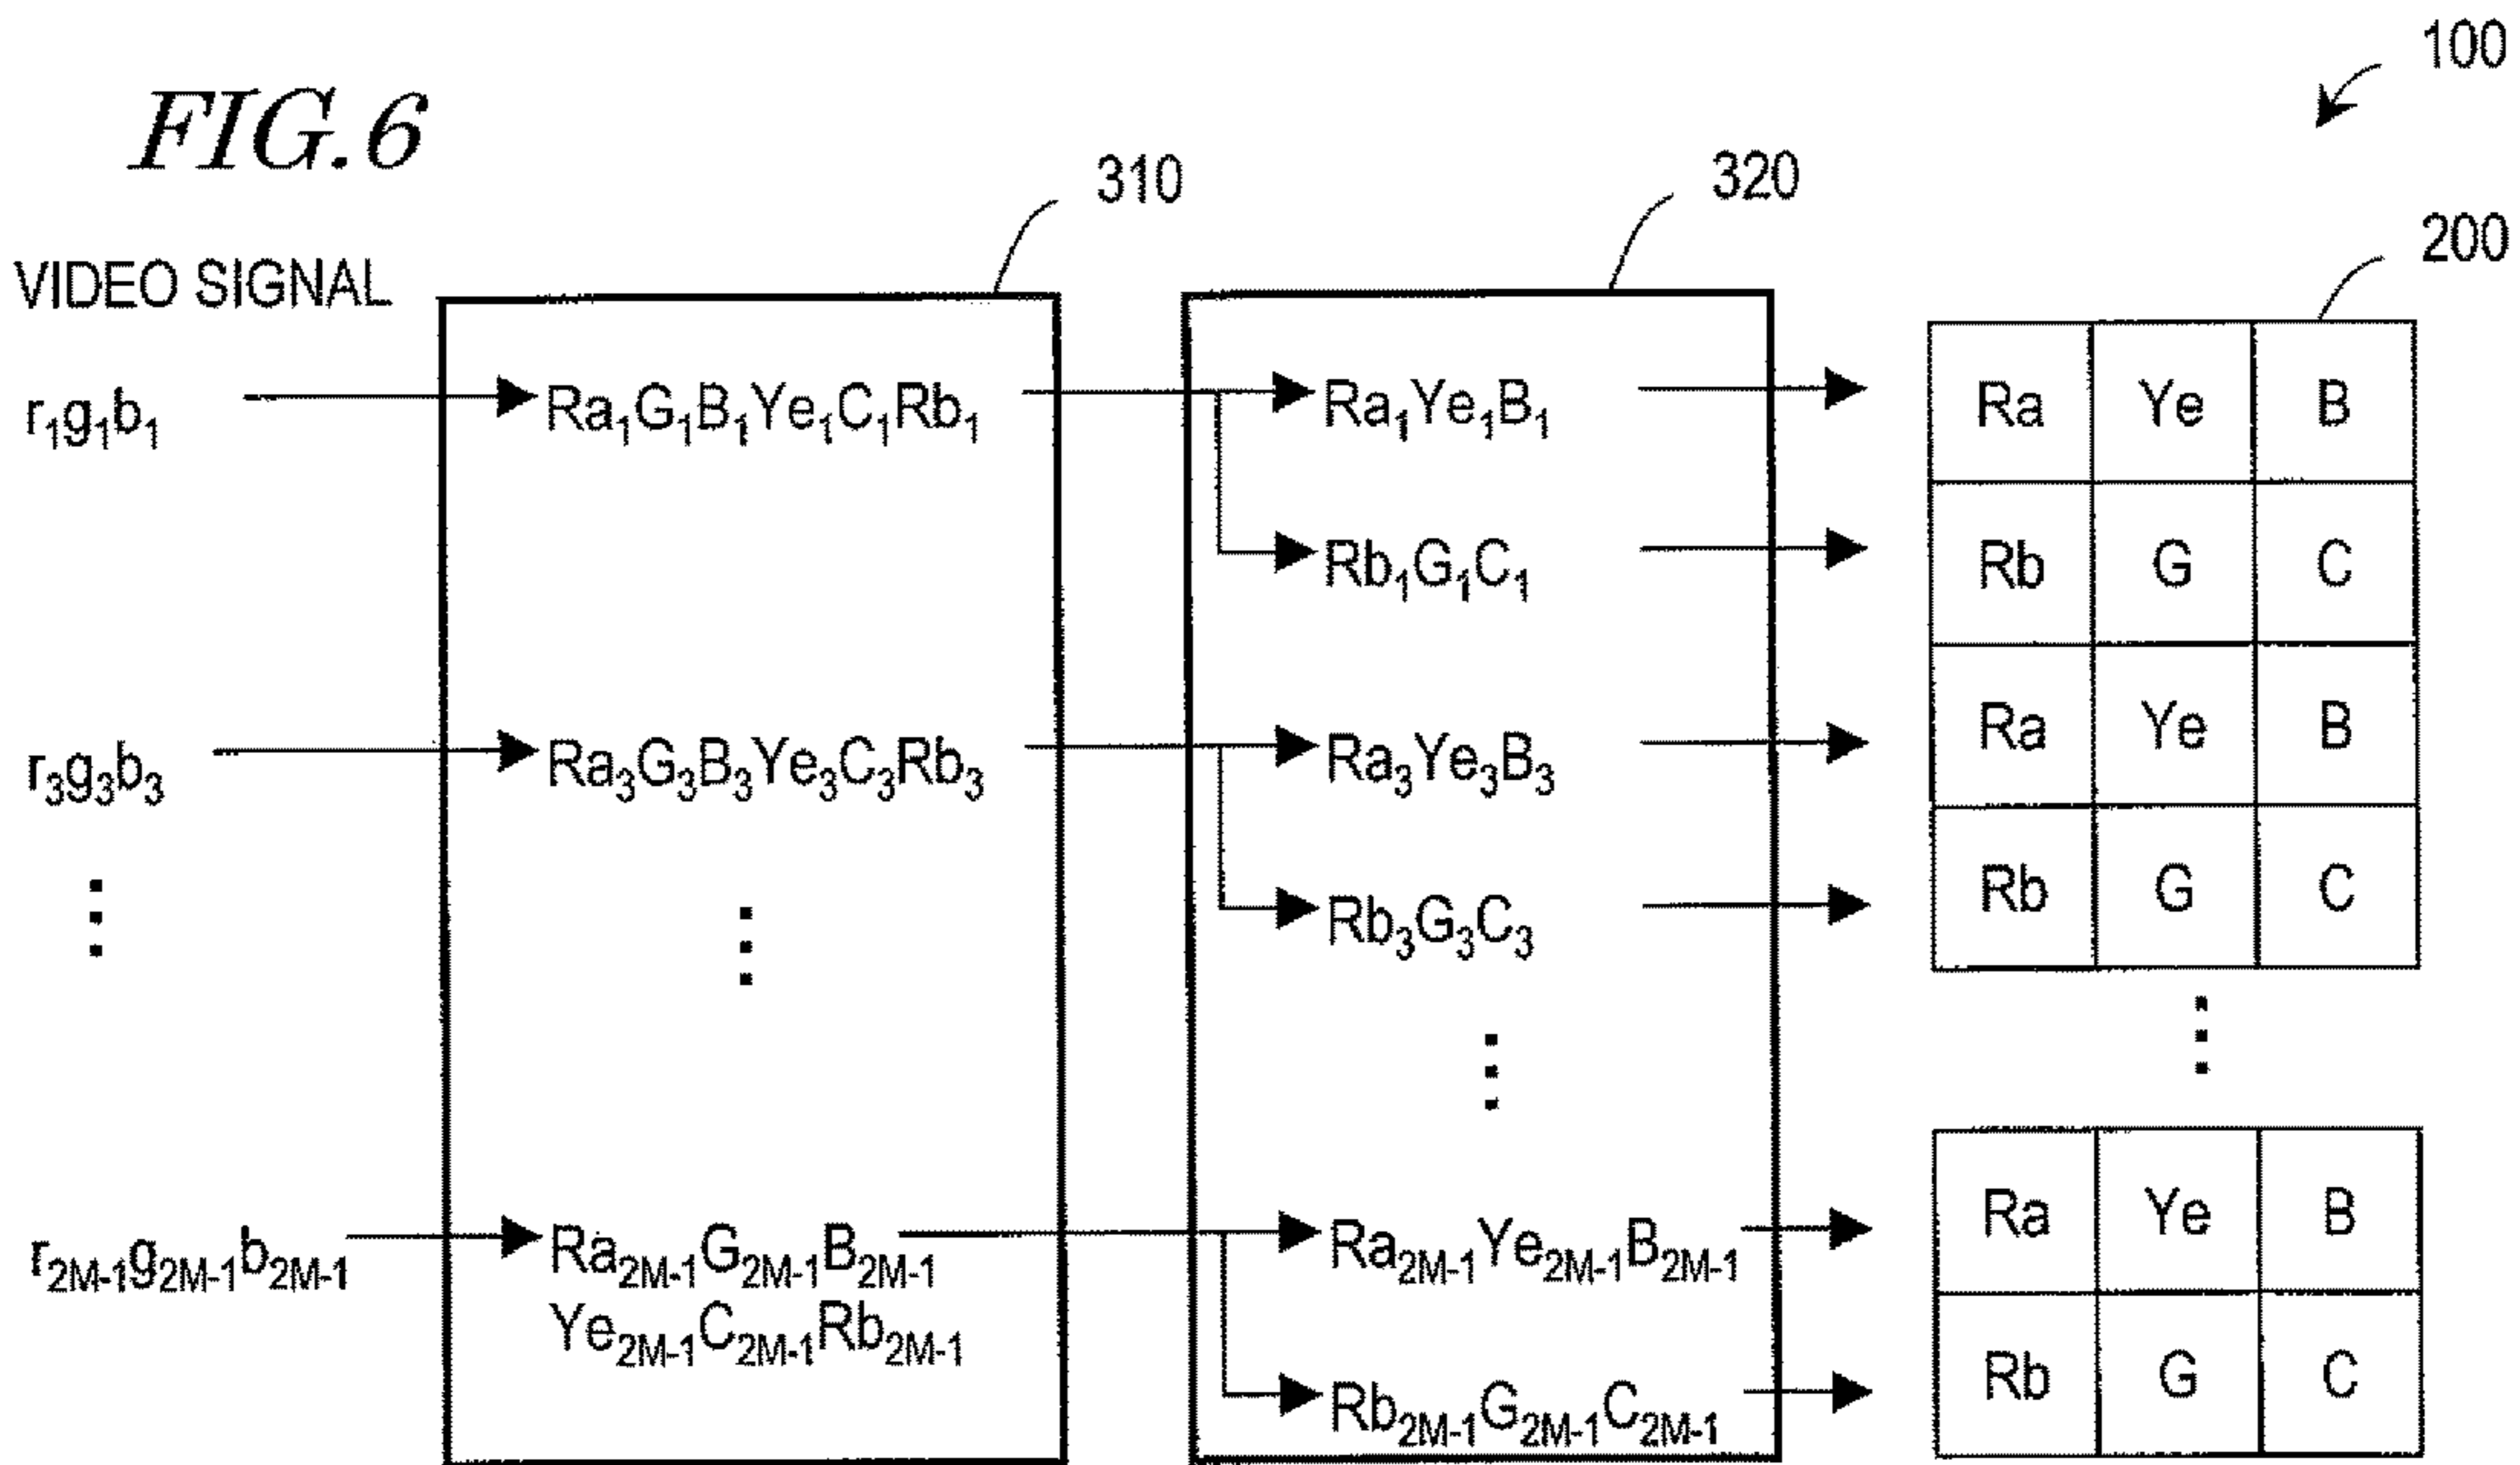 FIG.6
100
310
320
200
VIDEO SIGNAL
r₁g₁b₁
Ra₁G₁B₁Ye₁C₁Rb₁
Ra₁Ye₁B₁
Ra Ye B
Rb₁G₁C₁
Rb G C
r₃g₃b₃
Ra₃G₃B₃Ye₃C₃Rb₃
Ra₃Ye₃B₃
Ra Ye B
Rb₃G₃C₃
Rb G C
r2M-1g2M-1b2M-1
Ra2M-1G2M-1B2M-1
Ye2M-1C2M-1Rb2M-1
Ra2M-1Ye2M-1B2M-1
Ra Ye B
Rb2M-1G2M-1C2M-1
Rb G C